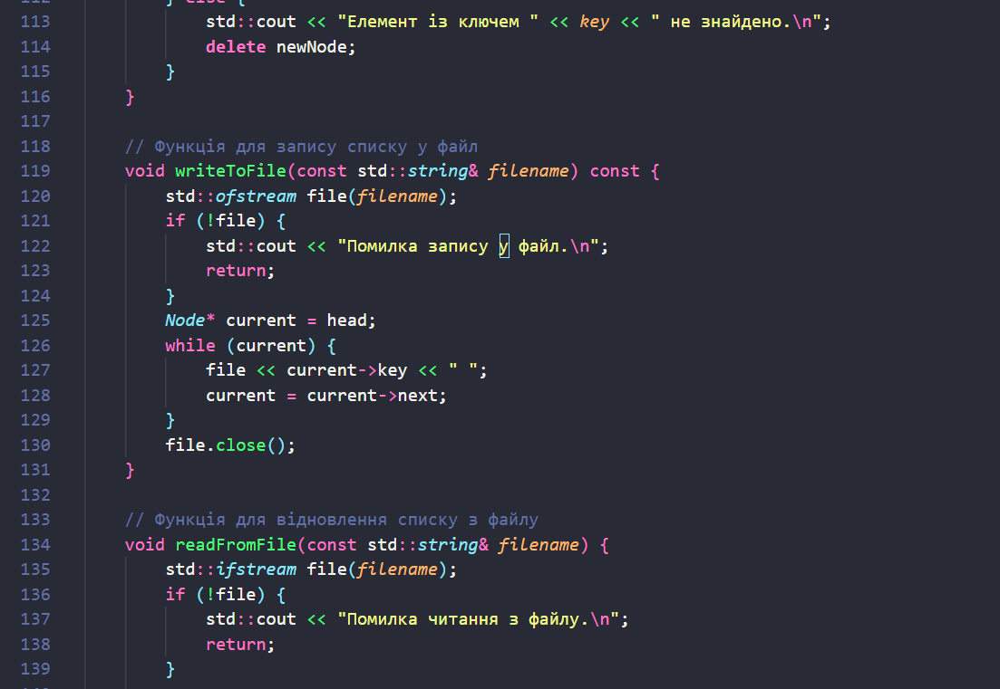 112 } else {
113 std::cout << "Елемент із ключем " << key << " не знайдено.\n";
114 delete newNode;
115 }
116 }
117
118 // Функція для запису списку у файл
119 void writeToFile(const std::string& filename) const {
120 std::ofstream file(filename);
121 if (!file) {
122 std::cout << "Помилка запису у файл.\n";
123 return;
124 }
125 Node* current = head;
126 while (current) {
127 file << current->key << " ";
128 current = current->next;
129 }
130 file.close();
131 }
132
133 // Функція для відновлення списку з файлу
134 void readFromFile(const std::string& filename) {
135 std::ifstream file(filename);
136 if (!file) {
137 std::cout << "Помилка читання з файлу.\n";
138 return;
139 }